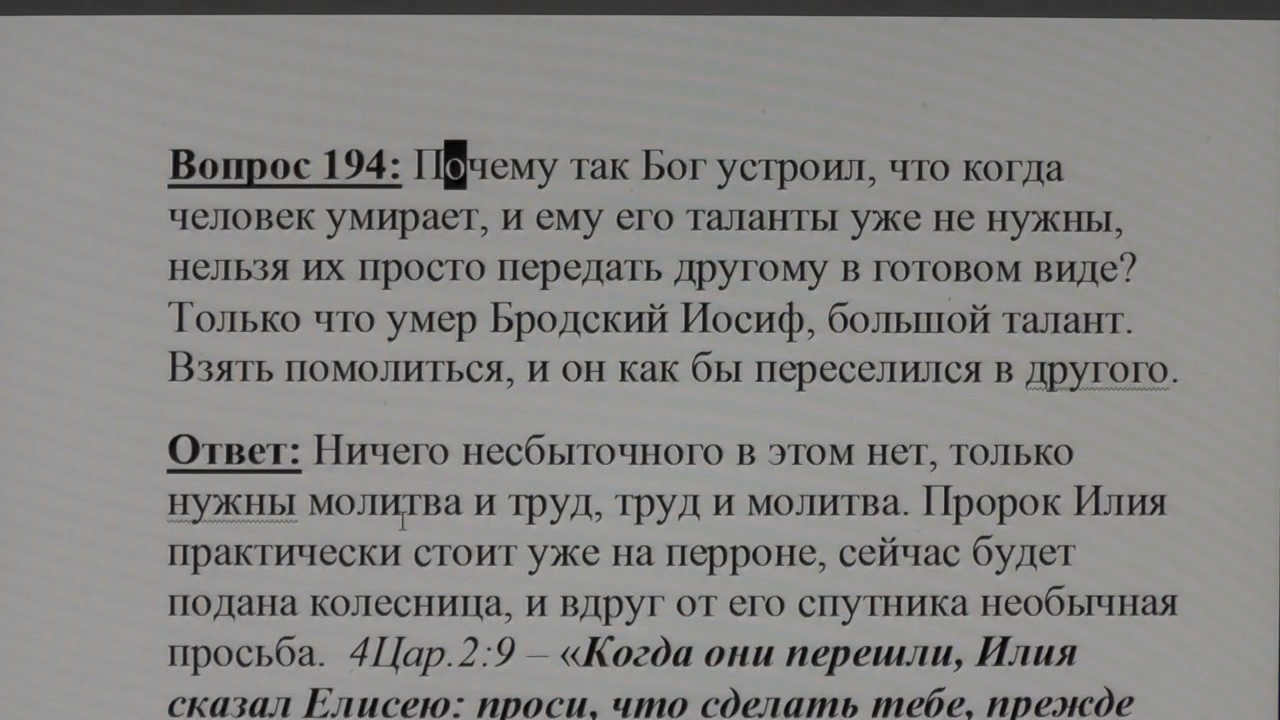 Вопрос 194: Почему так Бог устроил, что когда
человек умирает, и ему его таланты уже не нужны,
нельзя их просто передать другому в готовом виде?
Только что умер Бродский Иосиф, большой талант.
Взять помолиться, и он как бы переселился в другого.
Ответ: Ничего несбыточного в этом нет, только
нужны молитва и труд, труд и молитва. Пророк Илия
практически стоит уже на перроне, сейчас будет
подана колесница, и вдруг от его спутника необычная
просьба. 4Цар.2:9 – «Когда они перешли, Илия
сказал Елисею: проси, что сделать тебе, прежде